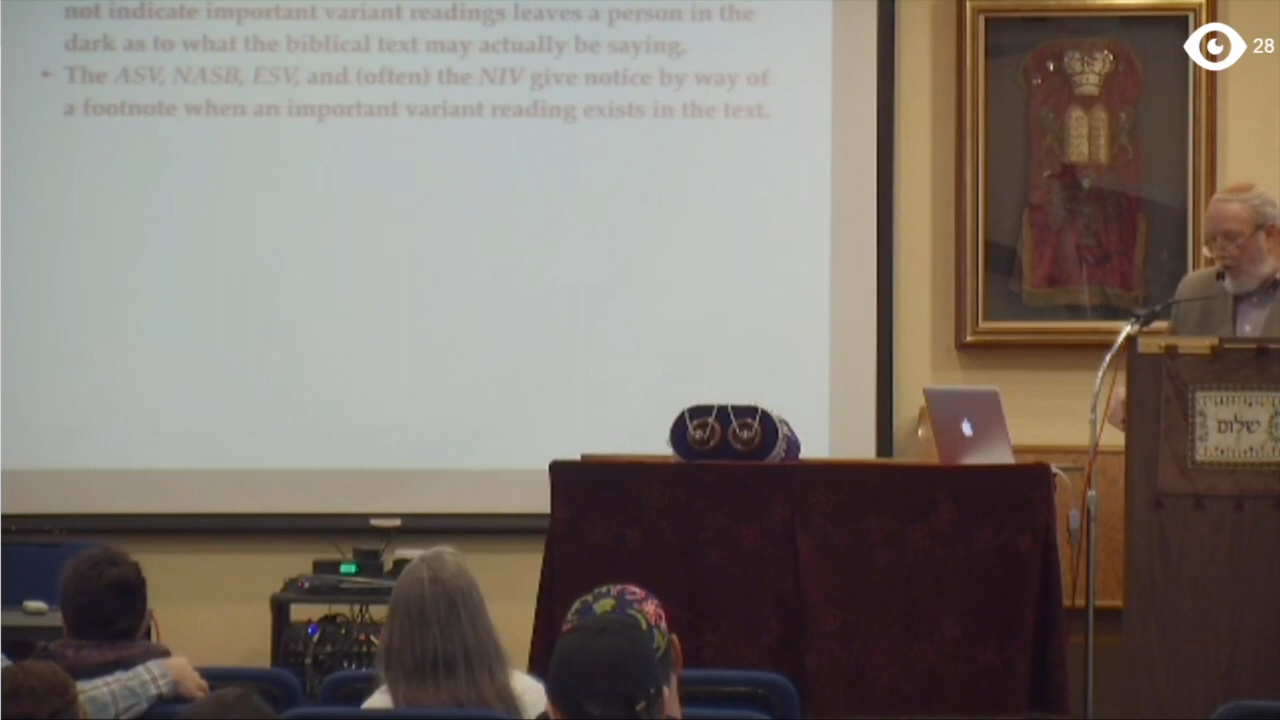 not indicate important variant readings leaves a person in the
dark as to what the biblical text may actually be saying.
• The ASV, NASB, ESV, and (often) the NIV give notice by way of
a footnote when an important variant reading exists in the text.
28
שלום